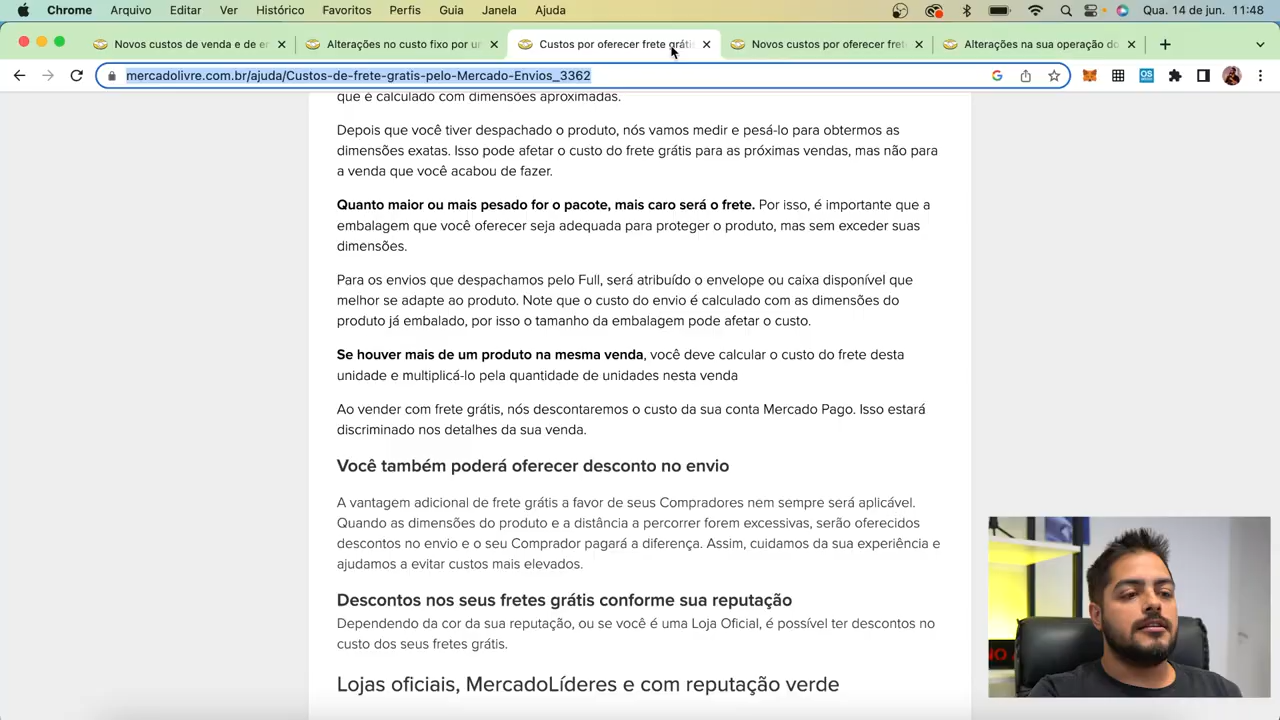 Chrome Arquivo Editar Ver Histórico Favoritos Perfis Guia Janela Ajuda Qua. 14 de jun. 11:48
Novos custos de venda e de en Alterações no custo fixo por un Custos por oferecer frete gráti Novos custos por oferecer fret Alterações na sua operação do
mercadolivre.com.br/ajuda/Custos-de-frete-gratis-pelo-Mercado-Envios_3362
que é calculado com dimensões aproximadas.
Depois que você tiver despachado o produto, nós vamos medir e pesá-lo para obtermos as
dimensões exatas. Isso pode afetar o custo do frete grátis para as próximas vendas, mas não para
a venda que você acabou de fazer.
Quanto maior ou mais pesado for o pacote, mais caro será o frete. Por isso, é importante que a
embalagem que você oferecer seja adequada para proteger o produto, mas sem exceder suas
dimensões.
Para os envios que despachamos pelo Full, será atribuído o envelope ou caixa disponível que
melhor se adapte ao produto. Note que o custo do envio é calculado com as dimensões do
produto já embalado, por isso o tamanho da embalagem pode afetar o custo.
Se houver mais de um produto na mesma venda, você deve calcular o custo do frete desta
unidade e multiplicá-lo pela quantidade de unidades nesta venda
Ao vender com frete grátis, nós descontaremos o custo da sua conta Mercado Pago. Isso estará
discriminado nos detalhes da sua venda.
Você também poderá oferecer desconto no envio
A vantagem adicional de frete grátis a favor de seus Compradores nem sempre será aplicável.
Quando as dimensões do produto e a distância a percorrer forem excessivas, serão oferecidos
descontos no envio e o seu Comprador pagará a diferença. Assim, cuidamos da sua experiência e
ajudamos a evitar custos mais elevados.
Descontos nos seus fretes grátis conforme sua reputação
Dependendo da cor da sua reputação, ou se você é uma Loja Oficial, é possível ter descontos no
custo dos seus fretes grátis.
Lojas oficiais, MercadoLíderes e com reputação verde